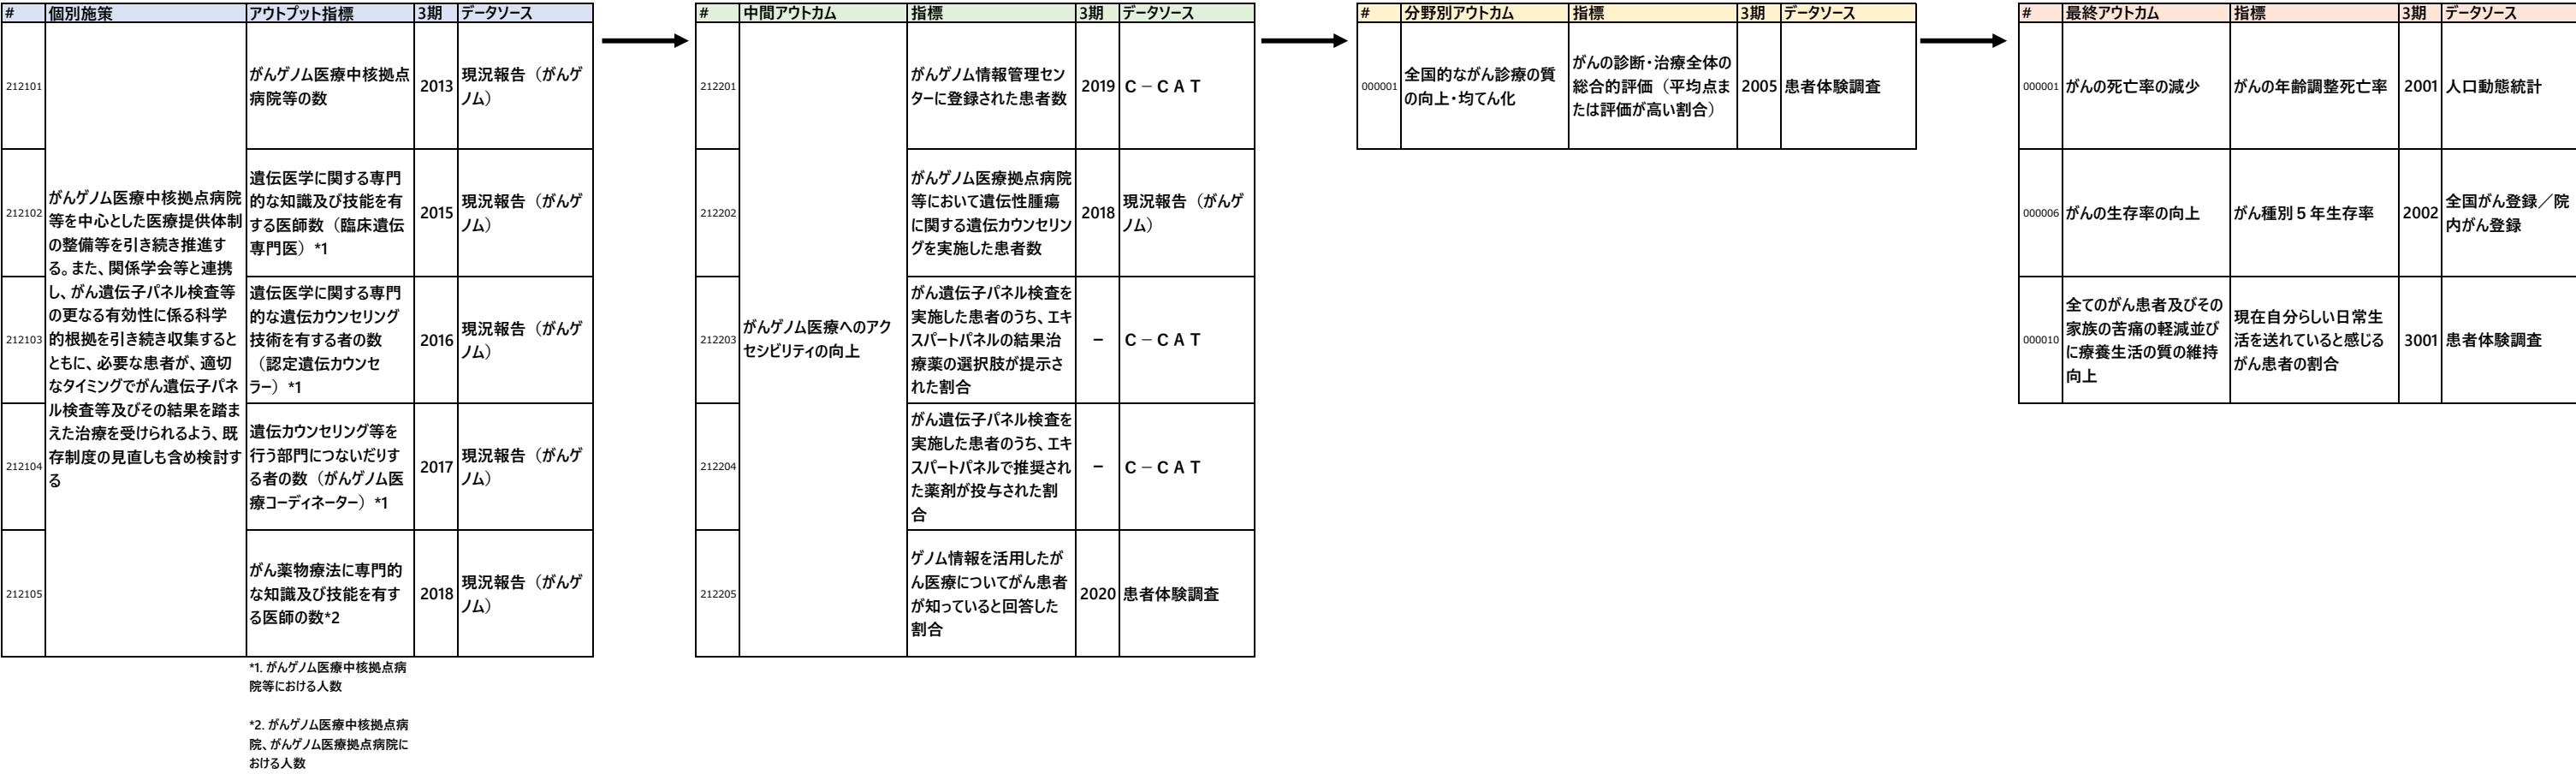 # 個別施策 アウトプット指標 3期 データソース
212101
がんゲノム医療中核拠点
病院等の数
2013
現況報告（がんゲ
ノム）
がんゲノム医療中核拠点病院
等を中心とした医療提供体制
の整備等を引き続き推進す
る。また、関係学会等と連携
し、がん遺伝子パネル検査等
の更なる有効性に係る科学
的根拠を引き続き収集すると
ともに、必要な患者が、適切
なタイミングでがん遺伝子パネ
ル検査等及びその結果を踏ま
えた治療を受けられるよう、既
存制度の見直しも含め検討す
る
212102
遺伝医学に関する専門
的な知識及び技能を有
する医師数（臨床遺伝
専門医）*1
2015
現況報告（がんゲ
ノム）
212103
遺伝医学に関する専門
的な遺伝カウンセリング
技術を有する者の数
（認定遺伝カウンセ
ラー）*1
2016
現況報告（がんゲ
ノム）
212104
遺伝カウンセリング等を
行う部門につないだりす
る者の数（がんゲノム医
療コーディネーター）*1
2017
現況報告（がんゲ
ノム）
212105
がん薬物療法に専門的
な知識及び技能を有す
る医師の数*2
2018
現況報告（がんゲ
ノム）
*1. がんゲノム医療中核拠点病
院等における人数
*2. がんゲノム医療中核拠点病
院、がんゲノム医療拠点病院に
おける人数
# 中間アウトカム 指標 3期 データソース
212201
がんゲノム情報管理セン
ターに登録された患者数
2019
Ｃ－ＣＡＴ
がんゲノム医療へのアク
セシビリティの向上
212202
がんゲノム医療拠点病院
等において遺伝性腫瘍
に関する遺伝カウンセリン
グを実施した患者数
2018
現況報告（がんゲ
ノム）
212203
がん遺伝子パネル検査を
実施した患者のうち、エキ
スパートパネルの結果治
療薬の選択肢が提示さ
れた割合
－
Ｃ－ＣＡＴ
212204
がん遺伝子パネル検査を
実施した患者のうち、エキ
スパートパネルで推奨され
た薬剤が投与された割
合
－
Ｃ－ＣＡＴ
212205
ゲノム情報を活用したが
ん医療についてがん患者
が知っていると回答した
割合
2020
患者体験調査
# 分野別アウトカム 指標 3期 データソース
000001
全国的ながん診療の質
の向上・均てん化
がんの診断・治療全体の
総合的評価（平均点ま
たは評価が高い割合）
2005
患者体験調査
# 最終アウトカム 指標 3期 データソース
000001 がんの死亡率の減少 がんの年齢調整死亡率 2001 人口動態統計
000006 がんの生存率の向上 がん種別５年生存率 2002
全国がん登録／院
内がん登録
000010
全てのがん患者及びその
家族の苦痛の軽減並び
に療養生活の質の維持
向上
現在自分らしい日常生
活を送れていると感じる
がん患者の割合
3001
患者体験調査